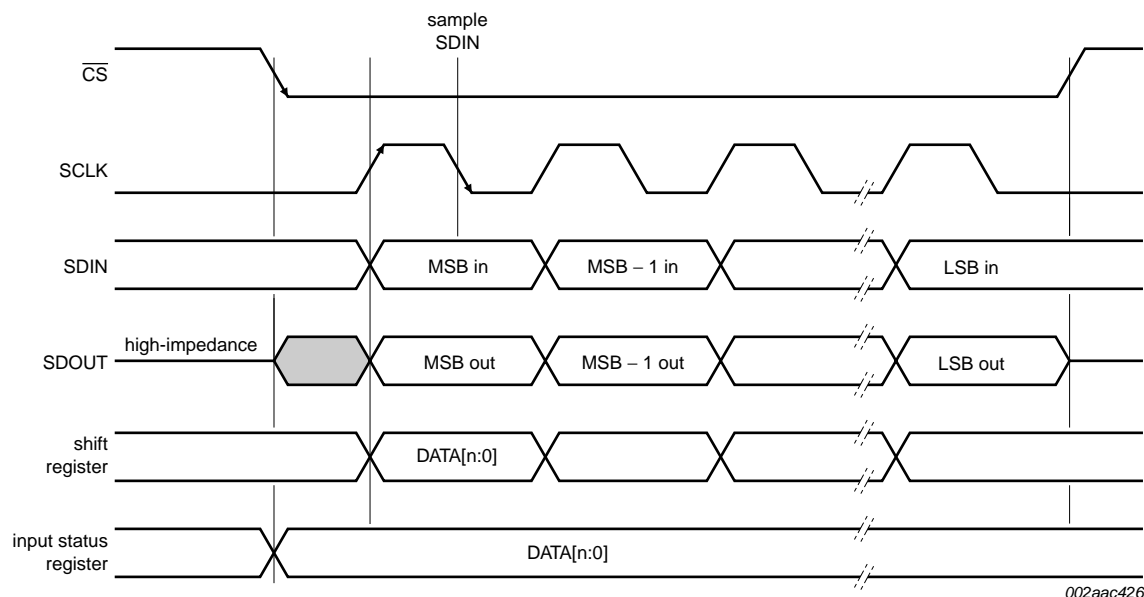 sample
SDIN
CS
SCLK
SDIN
MSB in
MSB − 1 in
LSB in
high-impedance
SDOUT
MSB out
MSB − 1 out
LSB out
shift
register
DATA[n:0]
input status
register
DATA[n:0]
002aac426